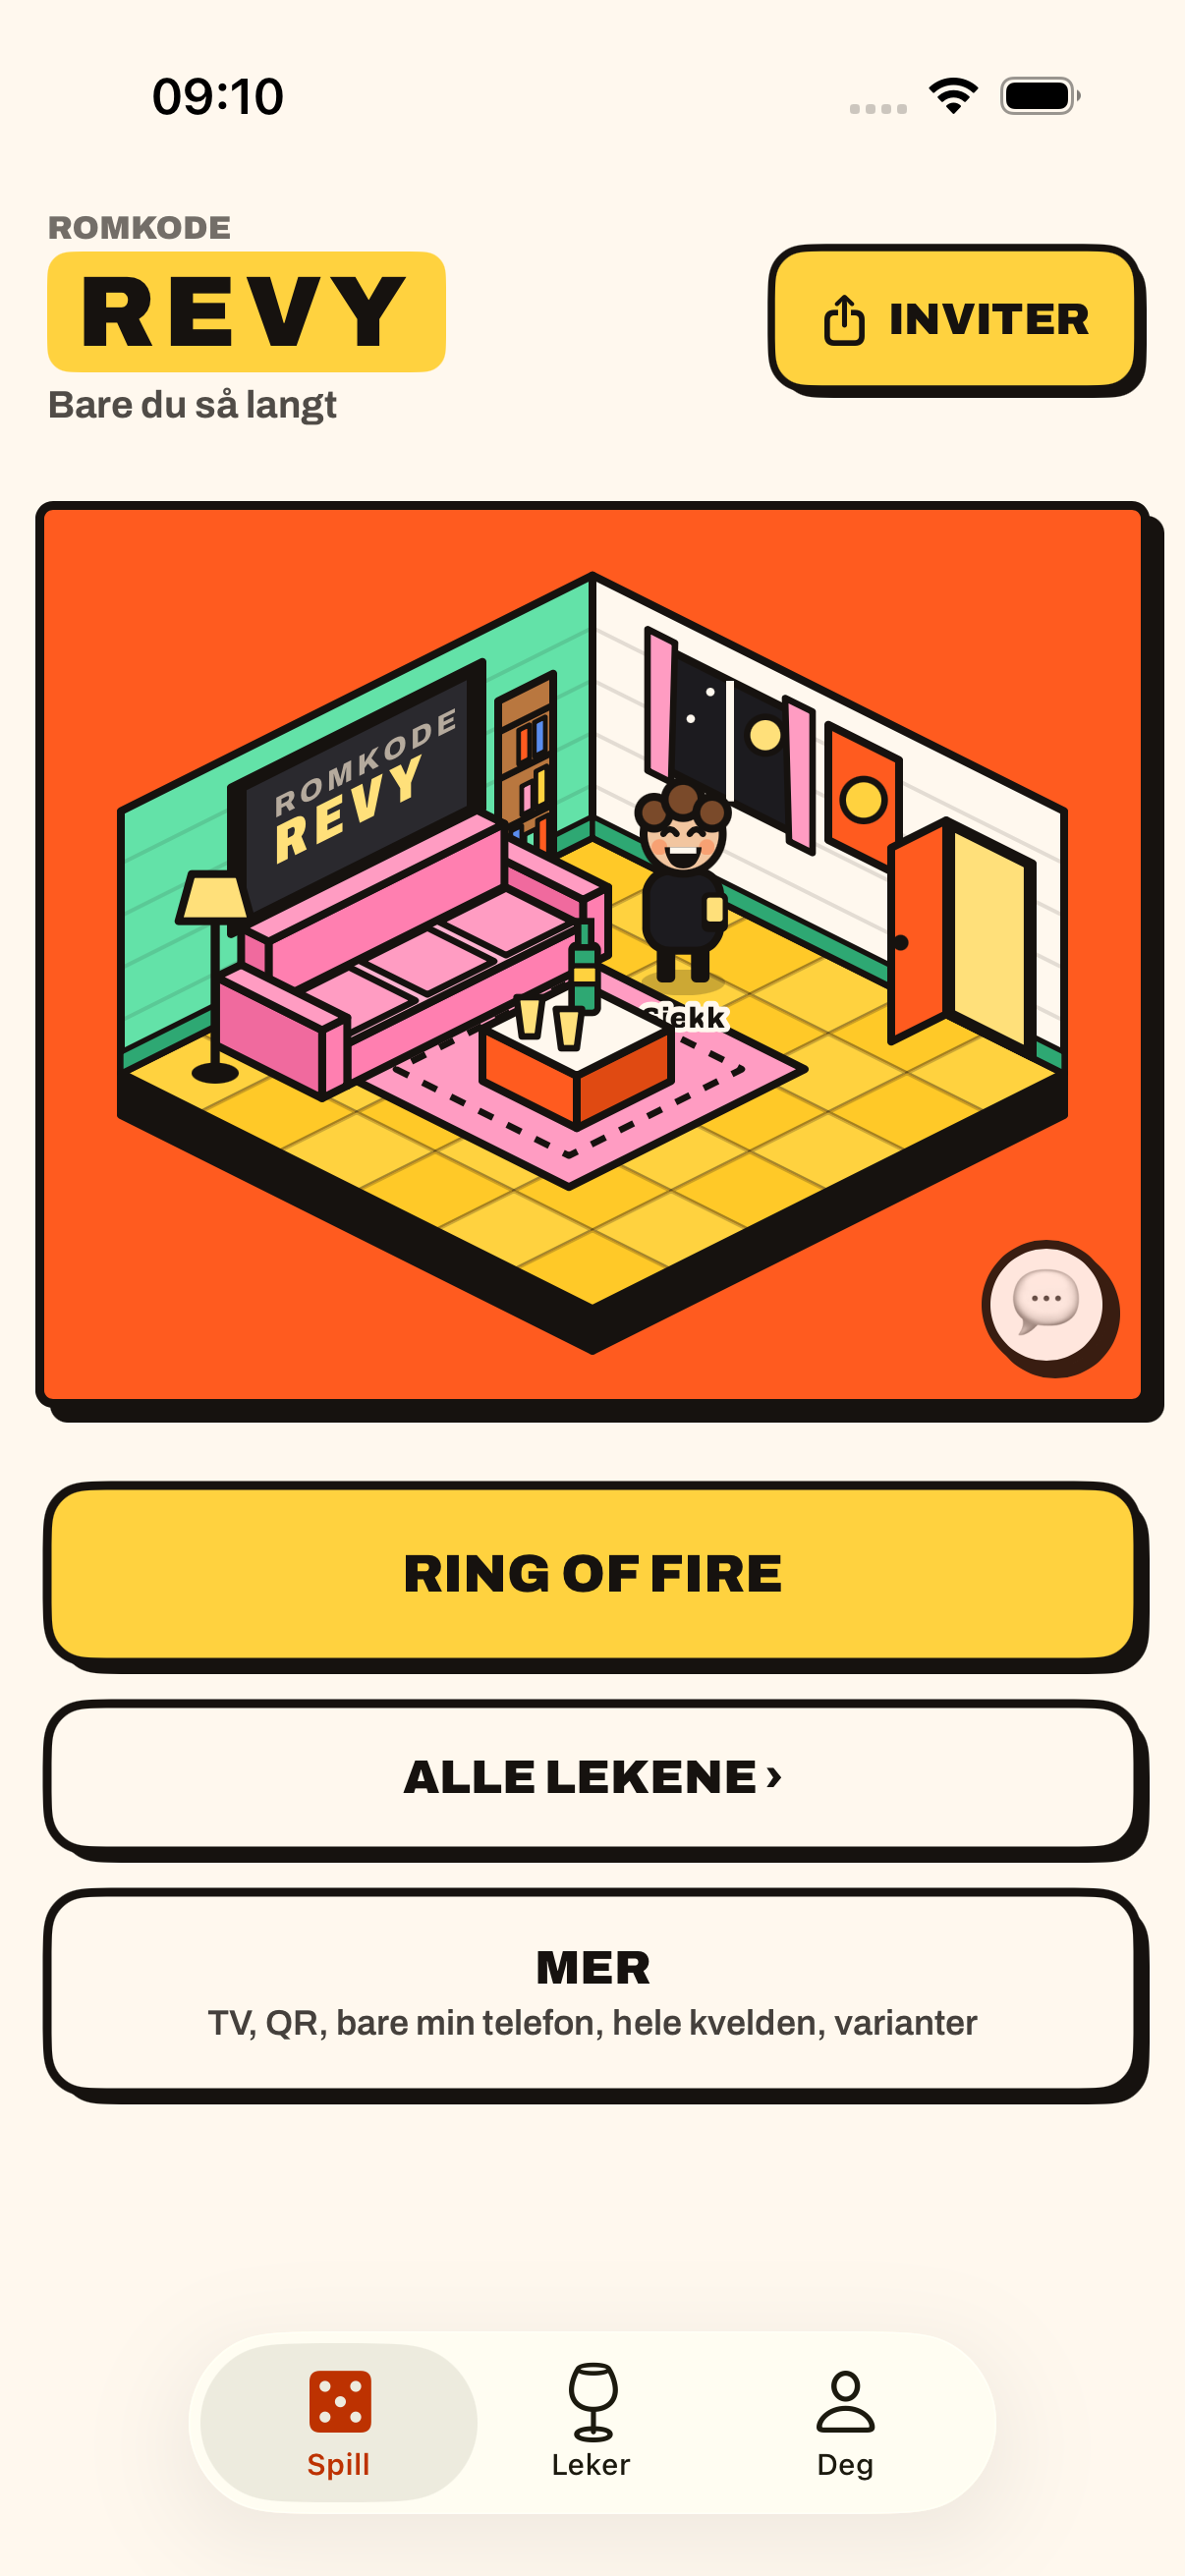 09:10
ROMKODE
REVY
Bare du så langt
INVITER
ROMKODE
REVY
RING OF FIRE
ALLE LEKENE ›
MER
TV, QR, bare min telefon, hele kvelden, varianter
Spill
Leker
Deg